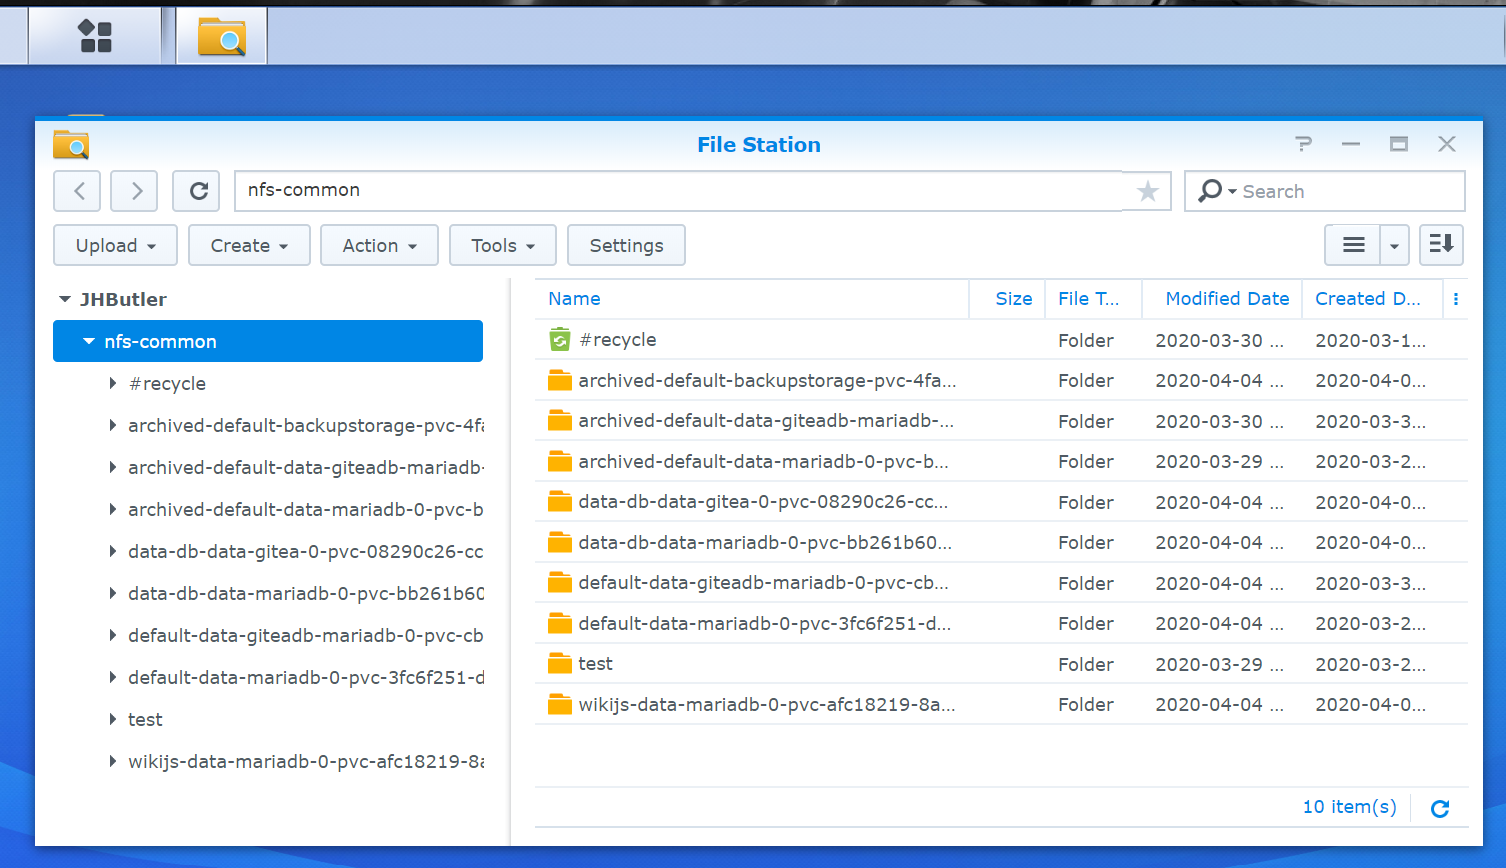 File Station
nfs-common
Search
Upload Create Action Tools Settings
JHButler
nfs-common
#recycle
archived-default-backupstorage-pvc-4fa
archived-default-data-giteadb-mariadb-
archived-default-data-mariadb-0-pvc-b
data-db-data-gitea-0-pvc-08290c26-cc
data-db-data-mariadb-0-pvc-bb261b60
default-data-giteadb-mariadb-0-pvc-cb
default-data-mariadb-0-pvc-3fc6f251-d
test
wikijs-data-mariadb-0-pvc-afc18219-8a
Name Size File T... Modified Date Created D...
#recycle Folder 2020-03-30 ... 2020-03-1...
archived-default-backupstorage-pvc-4fa... Folder 2020-04-04 ... 2020-04-0...
archived-default-data-giteadb-mariadb-... Folder 2020-03-30 ... 2020-03-3...
archived-default-data-mariadb-0-pvc-b... Folder 2020-03-29 ... 2020-03-2...
data-db-data-gitea-0-pvc-08290c26-cc... Folder 2020-04-04 ... 2020-04-0...
data-db-data-mariadb-0-pvc-bb261b60... Folder 2020-04-04 ... 2020-04-0...
default-data-giteadb-mariadb-0-pvc-cb... Folder 2020-04-04 ... 2020-03-3...
default-data-mariadb-0-pvc-3fc6f251-d... Folder 2020-04-04 ... 2020-03-2...
test Folder 2020-03-29 ... 2020-03-2...
wikijs-data-mariadb-0-pvc-afc18219-8a... Folder 2020-04-04 ... 2020-04-0...
10 item(s)